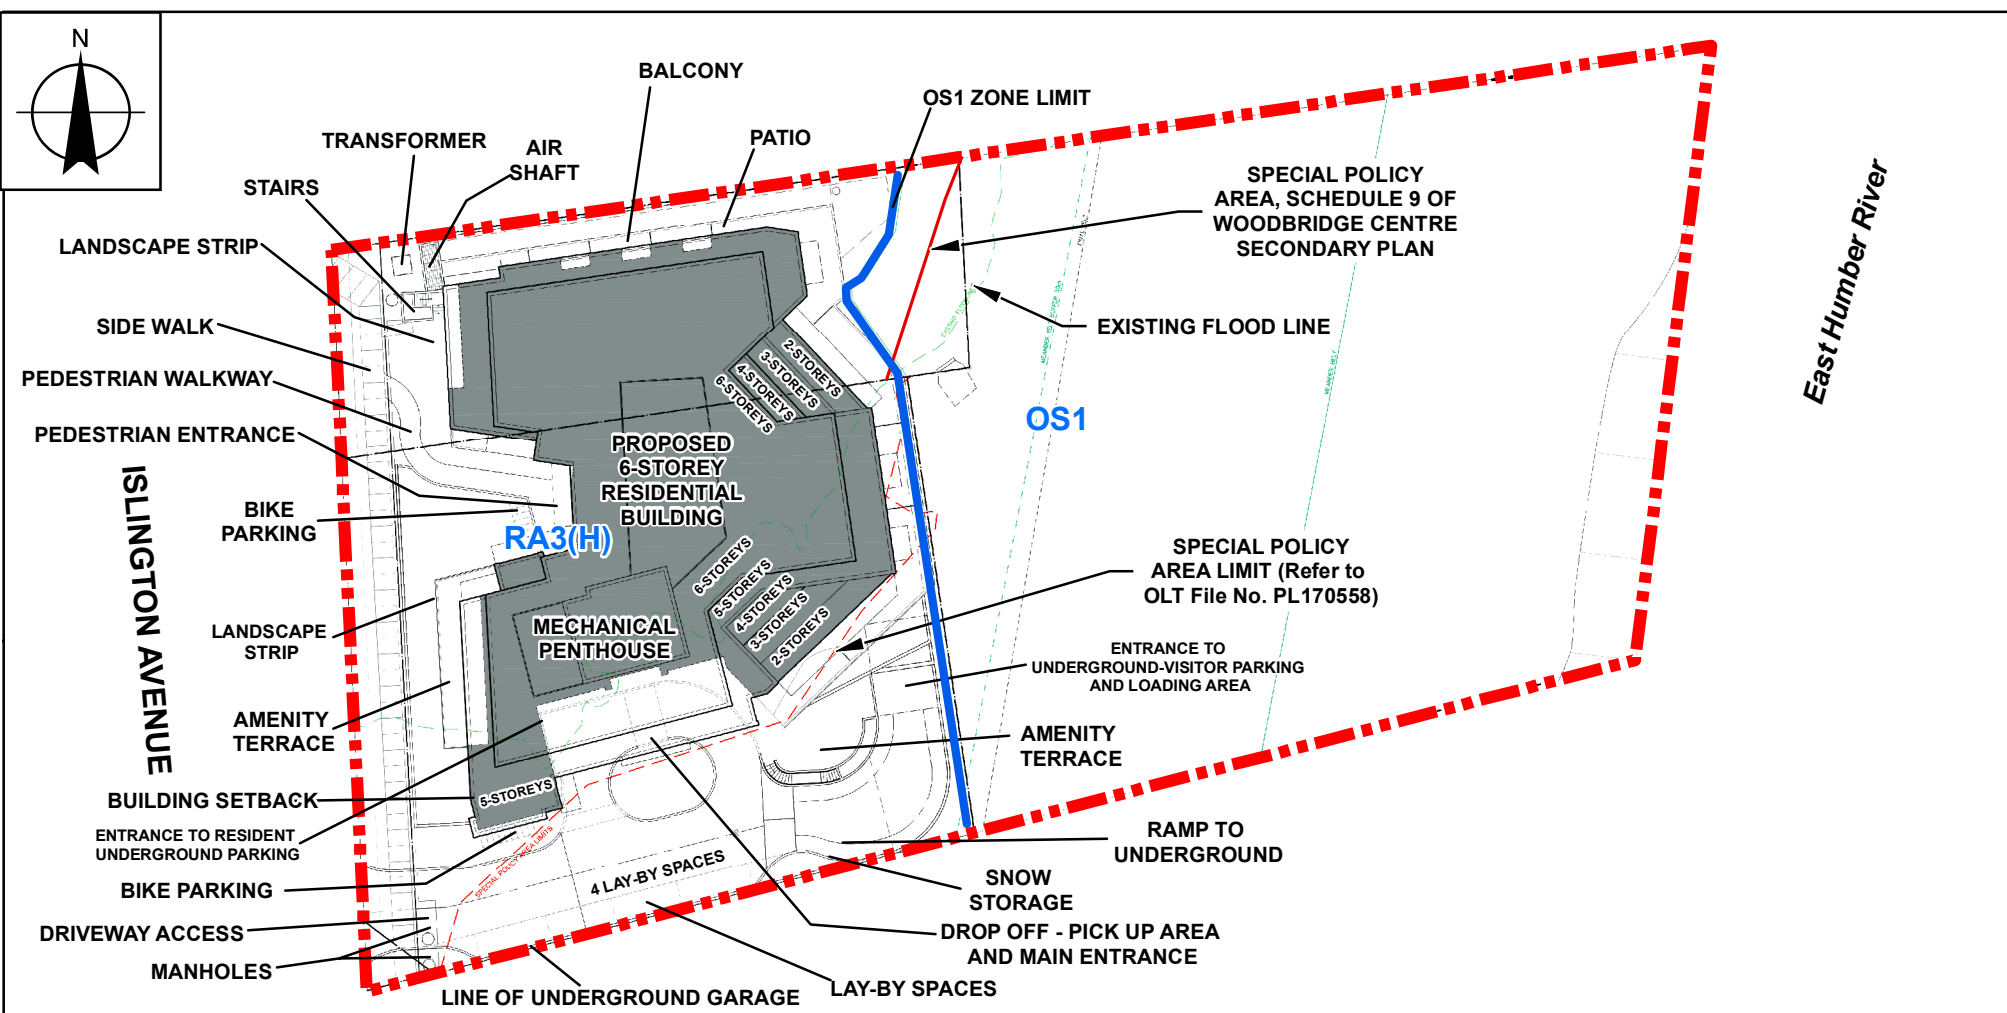 N
BALCONY
OS1 ZONE LIMIT
TRANSFORMER
AIR
SHAFT
PATIO
STAIRS
SPECIAL POLICY
AREA, SCHEDULE 9 OF
WOODBRIDGE CENTRE
SECONDARY PLAN
LANDSCAPE STRIP
East Humber River
SIDE WALK
EXISTING FLOOD LINE
PEDESTRIAN WALKWAY
2-STOREYS
3-STOREYS
4-STOREYS
6-STOREYS
OS1
PEDESTRIAN ENTRANCE
PROPOSED
6-STOREY
RESIDENTIAL
BUILDING
ISLINGTON AVENUE
BIKE
PARKING
RA3(H)
SPECIAL POLICY
AREA LIMIT (Refer to
OLT File No. PL170558)
6-STOREYS
5-STOREYS
4-STOREYS
3-STOREYS
2-STOREYS
LANDSCAPE
STRIP
MECHANICAL
PENTHOUSE
ENTRANCE TO
UNDERGROUND-VISITOR PARKING
AND LOADING AREA
AMENITY
TERRACE
AMENITY
TERRACE
BUILDING SETBACK
5-STOREYS
ENTRANCE TO RESIDENT
UNDERGROUND PARKING
SPECIAL POLICY AREA LIMITS
RAMP TO
UNDERGROUND
BIKE PARKING
4 LAY-BY SPACES
SNOW
STORAGE
DRIVEWAY ACCESS
DROP OFF - PICK UP AREA
AND MAIN ENTRANCE
MANHOLES
LINE OF UNDERGROUND GARAGE
LAY-BY SPACES